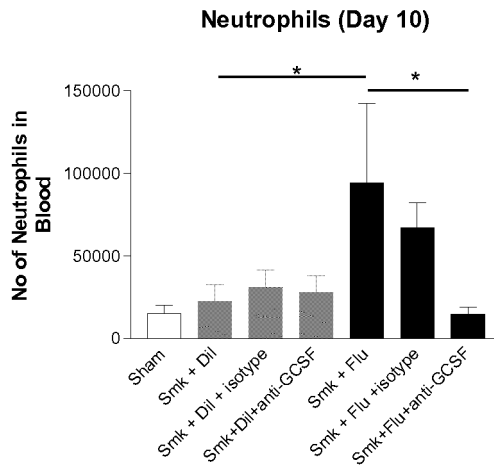 Neutrophils (Day 10)
*
*
No of Neutrophils in
Blood
150000
100000
50000
0
Sham
Smk + Dil
Smk + Dil + isotype
Smk+Dil+anti-GCSF
Smk + Flu
Smk + Flu +isotype
Smk+Flu+anti-GCSF